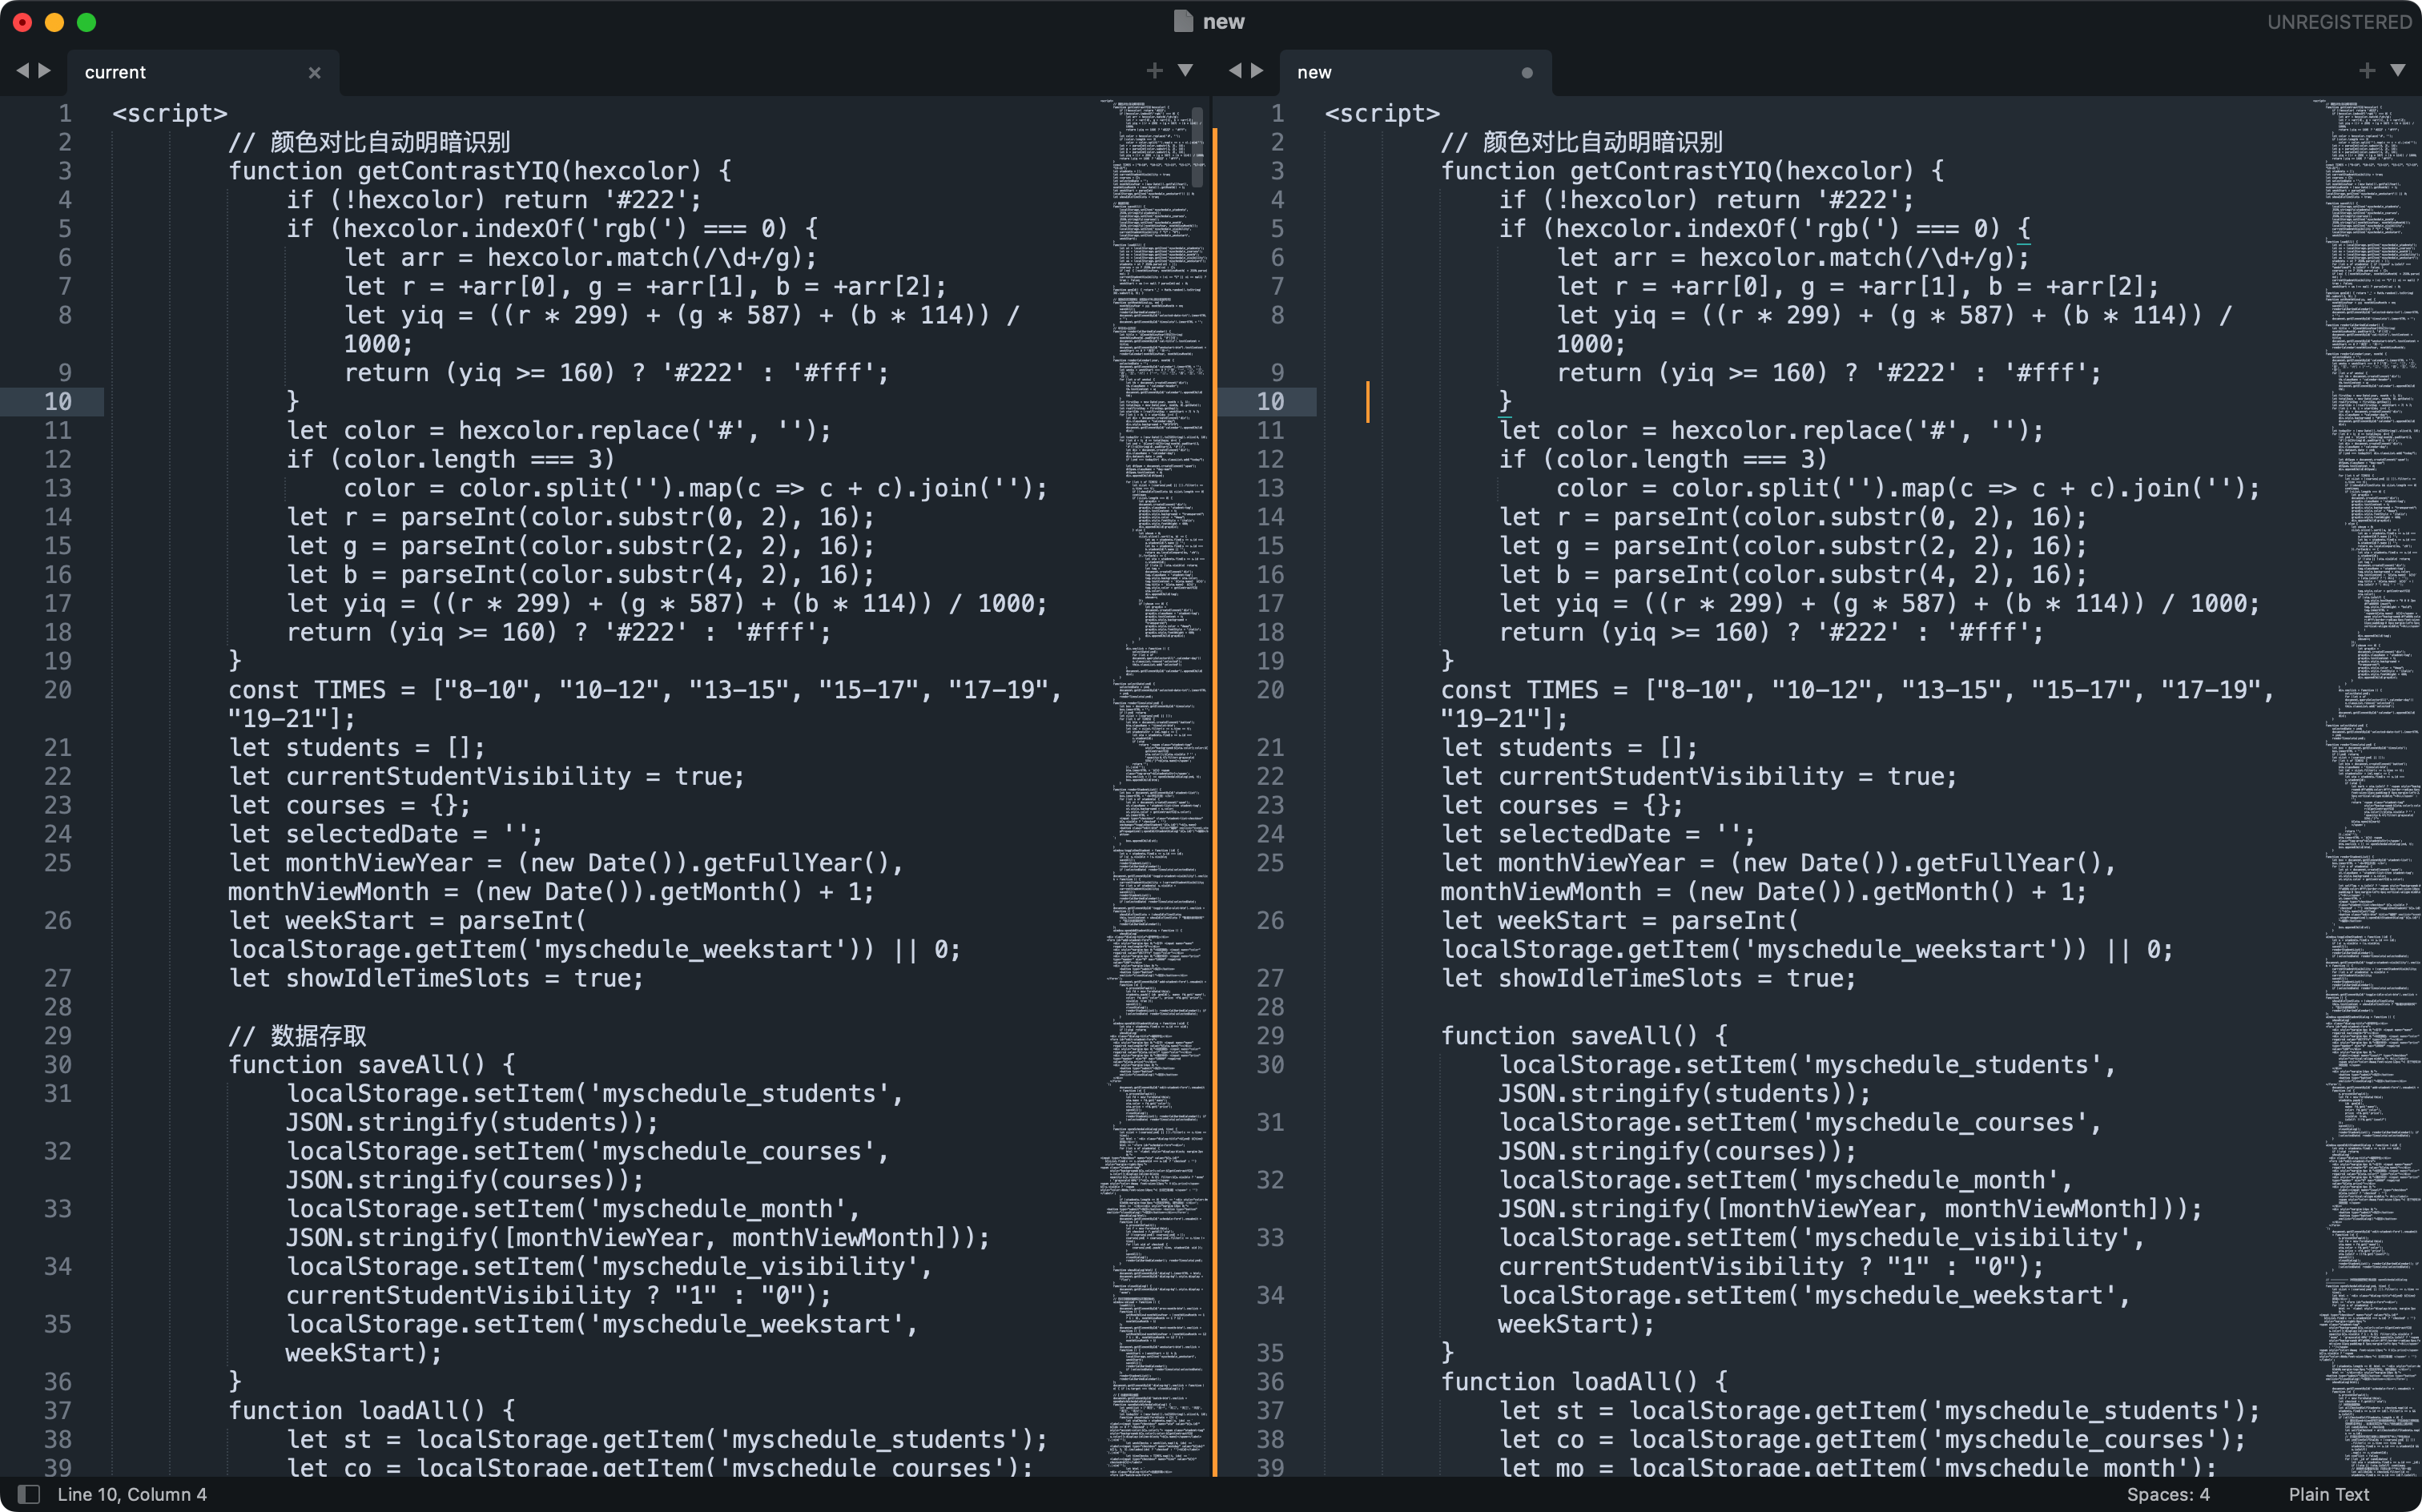 new
UNREGISTERED
current
1 <script>
2 // 颜色对比自动明暗识别
3 function getContrastYIQ(hexcolor) {
4 if (!hexcolor) return '#222';
5 if (hexcolor.indexOf('rgb(') === 0) {
6 let arr = hexcolor.match(/\d+/g);
7 let r = +arr[0], g = +arr[1], b = +arr[2];
8 let yiq = ((r * 299) + (g * 587) + (b * 114)) /
1000;
9 return (yiq >= 160) ? '#222' : '#fff';
10 }
11 let color = hexcolor.replace('#', '');
12 if (color.length === 3)
13 color = color.split('').map(c => c + c).join('');
14 let r = parseInt(color.substr(0, 2), 16);
15 let g = parseInt(color.substr(2, 2), 16);
16 let b = parseInt(color.substr(4, 2), 16);
17 let yiq = ((r * 299) + (g * 587) + (b * 114)) / 1000;
18 return (yiq >= 160) ? '#222' : '#fff';
19 }
20 const TIMES = ["8-10", "10-12", "13-15", "15-17", "17-19",
"19-21"];
21 let students = [];
22 let currentStudentVisibility = true;
23 let courses = {};
24 let selectedDate = '';
25 let monthViewYear = (new Date()).getFullYear(),
monthViewMonth = (new Date()).getMonth() + 1;
26 let weekStart = parseInt(
localStorage.getItem('myschedule_weekstart')) || 0;
27 let showIdleTimeSlots = true;
28
29 // 数据存取
30 function saveAll() {
31 localStorage.setItem('myschedule_students',
JSON.stringify(students));
32 localStorage.setItem('myschedule_courses',
JSON.stringify(courses));
33 localStorage.setItem('myschedule_month',
JSON.stringify([monthViewYear, monthViewMonth]));
34 localStorage.setItem('myschedule_visibility',
currentStudentVisibility ? "1" : "0");
35 localStorage.setItem('myschedule_weekstart',
weekStart);
36 }
37 function loadAll() {
38 let st = localStorage.getItem('myschedule_students');
39 let co = localStorage.getItem('myschedule_courses');
new
1 <script>
2 // 颜色对比自动明暗识别
3 function getContrastYIQ(hexcolor) {
4 if (!hexcolor) return '#222';
5 if (hexcolor.indexOf('rgb(') === 0) {
6 let arr = hexcolor.match(/\d+/g);
7 let r = +arr[0], g = +arr[1], b = +arr[2];
8 let yiq = ((r * 299) + (g * 587) + (b * 114)) /
1000;
9 return (yiq >= 160) ? '#222' : '#fff';
10 }
11 let color = hexcolor.replace('#', '');
12 if (color.length === 3)
13 color = color.split('').map(c => c + c).join('');
14 let r = parseInt(color.substr(0, 2), 16);
15 let g = parseInt(color.substr(2, 2), 16);
16 let b = parseInt(color.substr(4, 2), 16);
17 let yiq = ((r * 299) + (g * 587) + (b * 114)) / 1000;
18 return (yiq >= 160) ? '#222' : '#fff';
19 }
20 const TIMES = ["8-10", "10-12", "13-15", "15-17", "17-19",
"19-21"];
21 let students = [];
22 let currentStudentVisibility = true;
23 let courses = {};
24 let selectedDate = '';
25 let monthViewYear = (new Date()).getFullYear(),
monthViewMonth = (new Date()).getMonth() + 1;
26 let weekStart = parseInt(
localStorage.getItem('myschedule_weekstart')) || 0;
27 let showIdleTimeSlots = true;
28
29 function saveAll() {
30 localStorage.setItem('myschedule_students',
JSON.stringify(students));
31 localStorage.setItem('myschedule_courses',
JSON.stringify(courses));
32 localStorage.setItem('myschedule_month',
JSON.stringify([monthViewYear, monthViewMonth]));
33 localStorage.setItem('myschedule_visibility',
currentStudentVisibility ? "1" : "0");
34 localStorage.setItem('myschedule_weekstart',
weekStart);
35 }
36 function loadAll() {
37 let st = localStorage.getItem('myschedule_students');
38 let co = localStorage.getItem('myschedule_courses');
39 let mo = localStorage.getItem('myschedule_month');
Line 10, Column 4
Spaces: 4
Plain Text